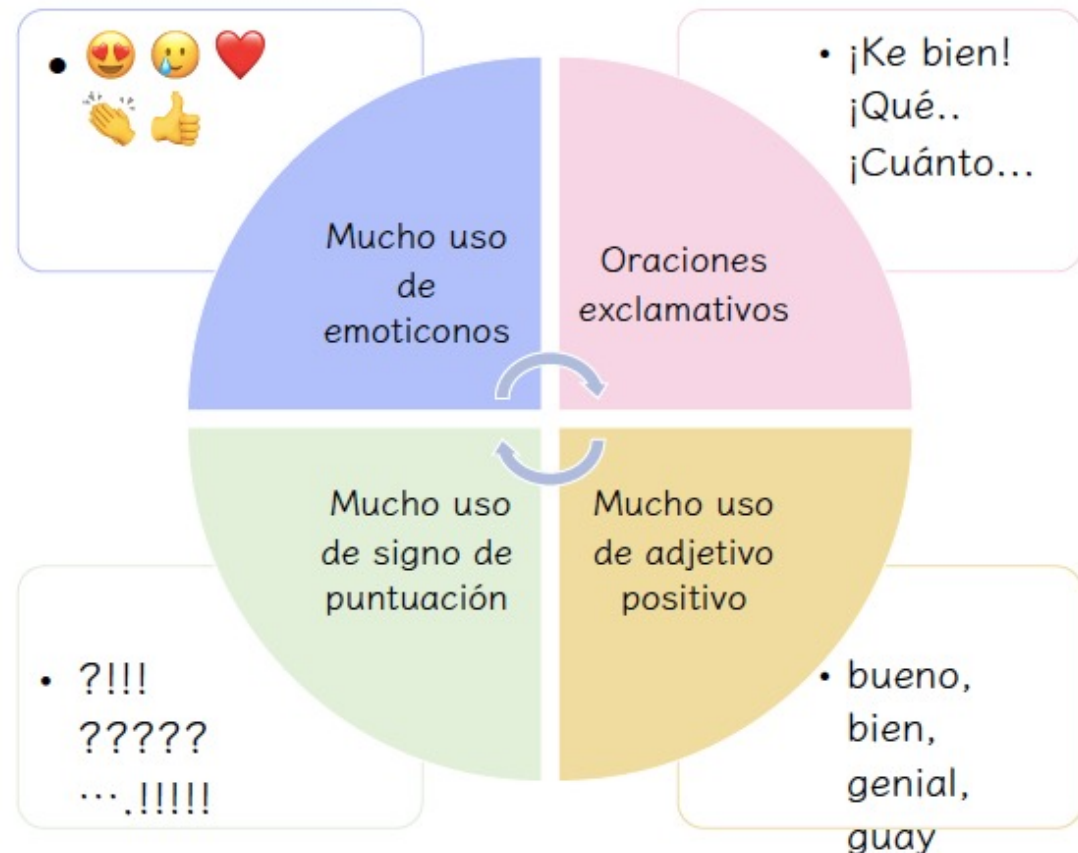 • 😍 🥲 ❤️
👏 👍
• ¡Ke bien!
¡Qué..
¡Cuánto...
Mucho uso
de
emoticonos
Oraciones
exclamativos
Mucho uso
de signo de
puntuación
Mucho uso
de adjetivo
positivo
• ?!!!
?????
….!!!!!
• bueno,
bien,
genial,
guay